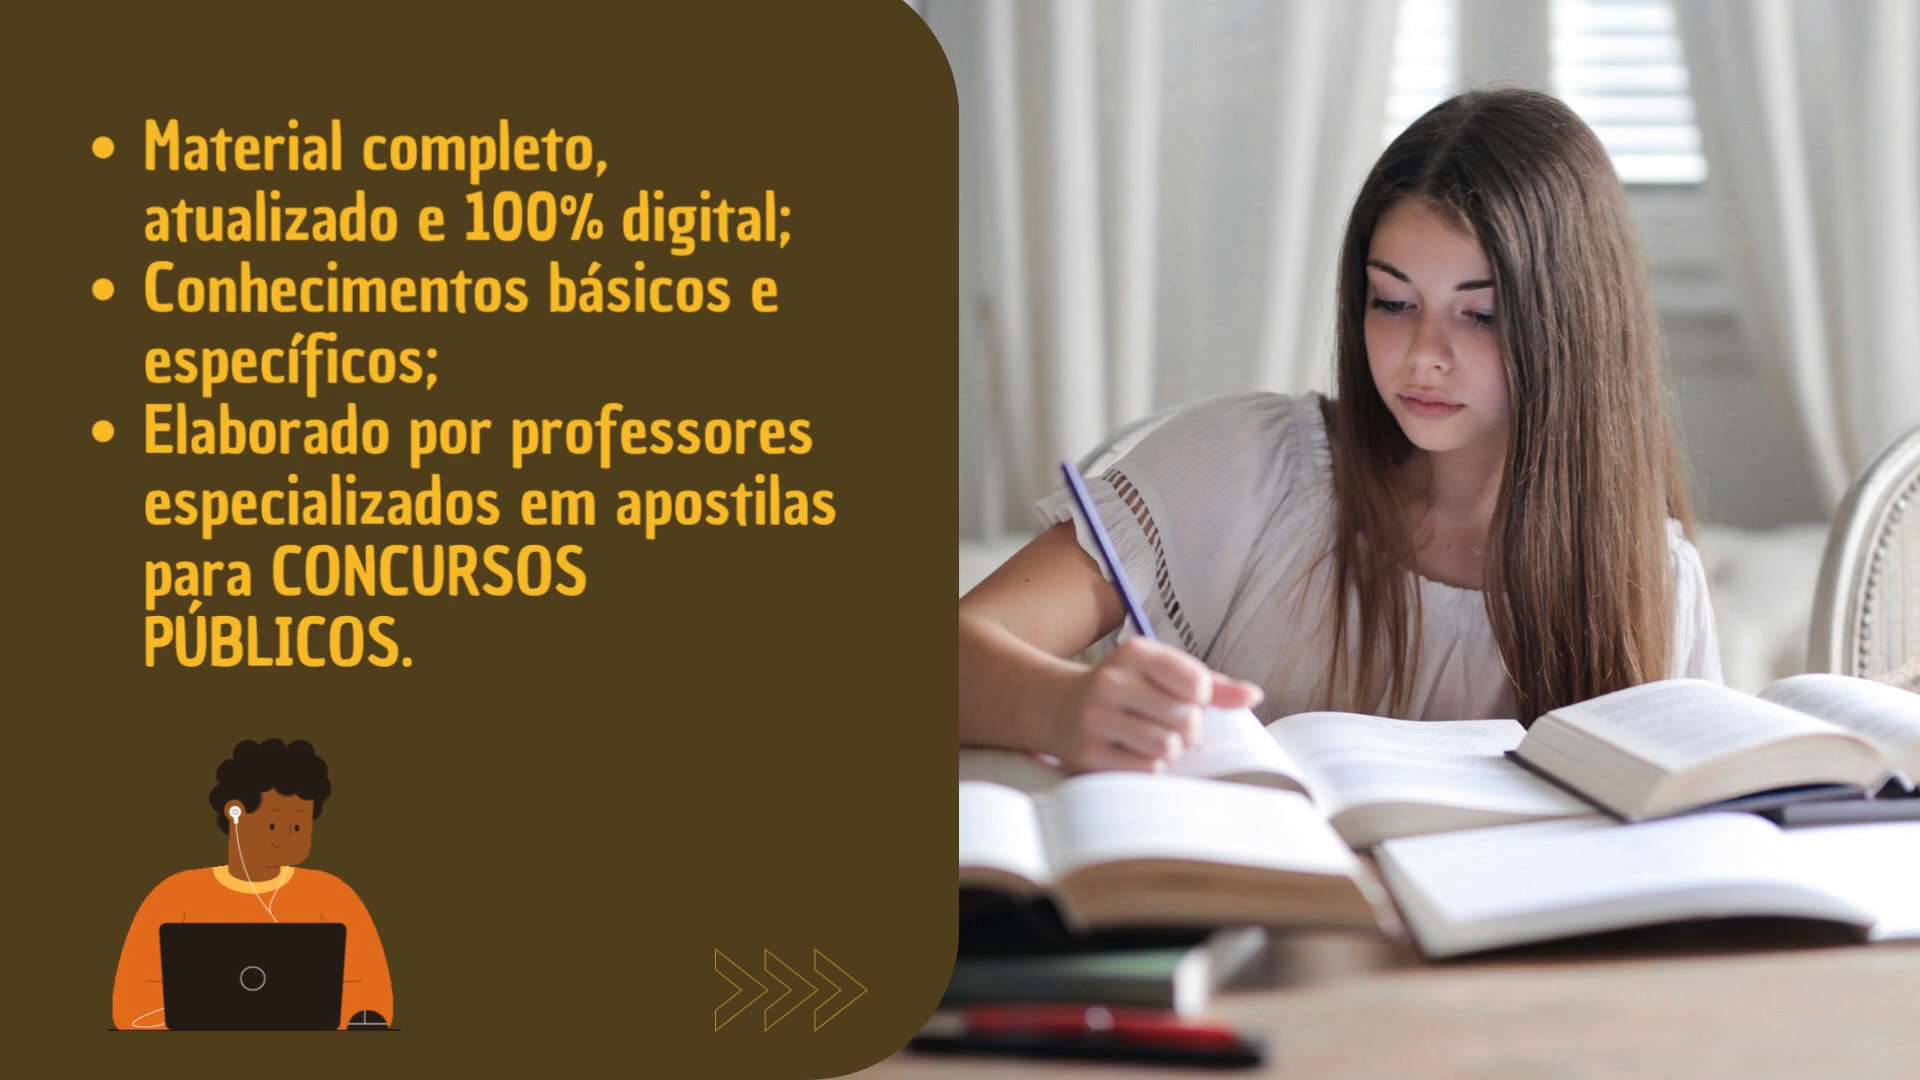 • Material completo,
atualizado e 100% digital;
• Conhecimentos básicos e
específicos;
• Elaborado por professores
especializados em apostilas
para CONCURSOS
PÚBLICOS.